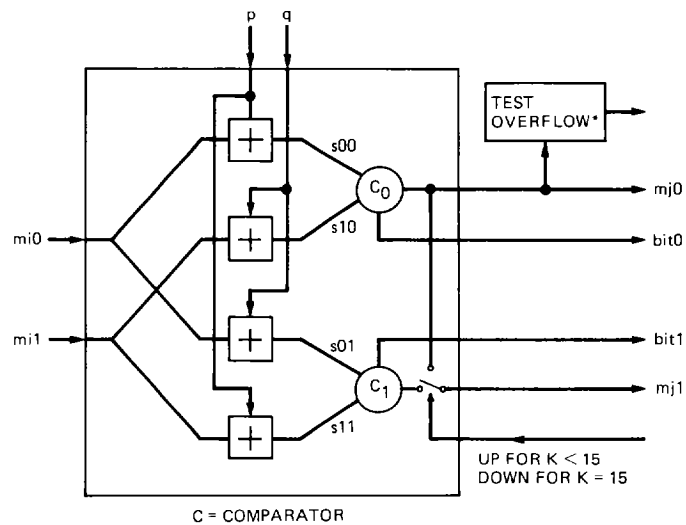 p q
TEST
OVERFLOW*
+
s00
C0
mj0
mi0
+
s10
bit0
mi1
+
s01
bit1
C1
mj1
+
s11
UP FOR K < 15
DOWN FOR K = 15
C = COMPARATOR